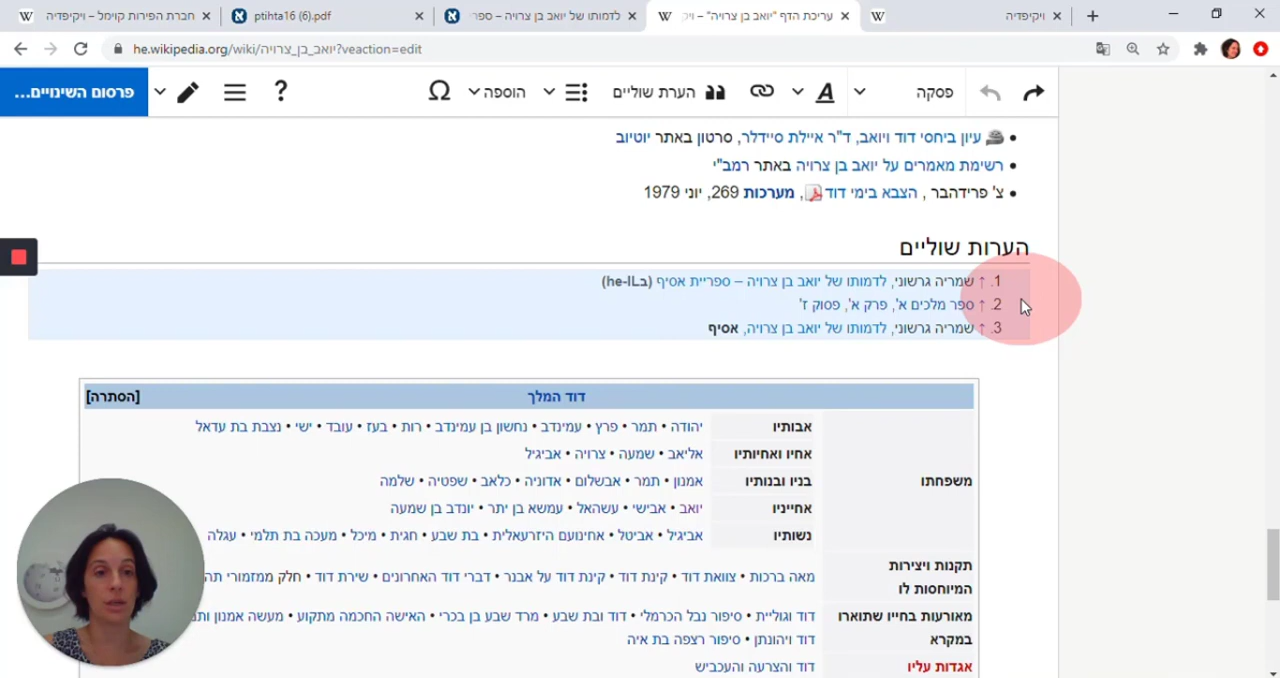 חברת הפירות קוימל – ויקיפדיה
ptihta16 (6).pdf
לדמותו של יואב בן צרויה – ספרי
עריכת הדף "יואב בן צרויה" – ויק
ויקיפדיה
he.wikipedia.org/wiki/יואב_בן_צרויה?veaction=edit
פסקה
A
הערת שוליים
הוספה
Ω
?
פרסום השינויים...
עיון ביחסי דוד ויואב, ד"ר איילת סיידלר, סרטון באתר יוטיוב
רשימת מאמרים על יואב בן צרויה באתר רמב"י
צ' פרידהבר , הצבא בימי דוד, מערכות 269, יוני 1979
הערות שוליים
1. ↑ שמריה גרשוני, לדמותו של יואב בן צרויה – ספריית אסיף (בhe-IL)
2. ↑ ספר מלכים א', פרק א', פסוק ז'
3. ↑ שמריה גרשוני, לדמותו של יואב בן צרויה, אסיף
דוד המלך
[הסתרה]
משפחתו
אבותיו
יהודה • תמר • פרץ • עמינדב • נחשון בן עמינדב • רות • בעז • עובד • ישי • נצבת בת עדאל
אחיו ואחיותיו
אליאב • שמעה • צרויה • אביגיל
בניו ובנותיו
אמנון • תמר • אבשלום • אדוניה • כלאב • שפטיה • שלמה
אחייניו
יואב • אבישי • עשהאל • עמשא בן יתר • יונדב בן שמעה
נשותיו
אביגיל • אביטל • אחינועם היזרעאלית • בת שבע • חגית • מיכל • מעכה בת תלמי • עגלה
תקנות ויצירות
המיוחסות לו
מאה ברכות • צוואת דוד • קינת דוד • קינת דוד על אבנר • דברי דוד האחרונים • שירת דוד • חלק ממזמורי תה
מאורעות בחייו שתוארו
במקרא
דוד וגוליית • סיפור נבל הכרמלי • דוד ובת שבע • מרד שבע בן בכרי • האישה החכמה מתקוע • מעשה אמנון ותמ
דוד ויהונתן • סיפור רצפה בת איה
אגדות עליו
דוד והצרעה והעכביש